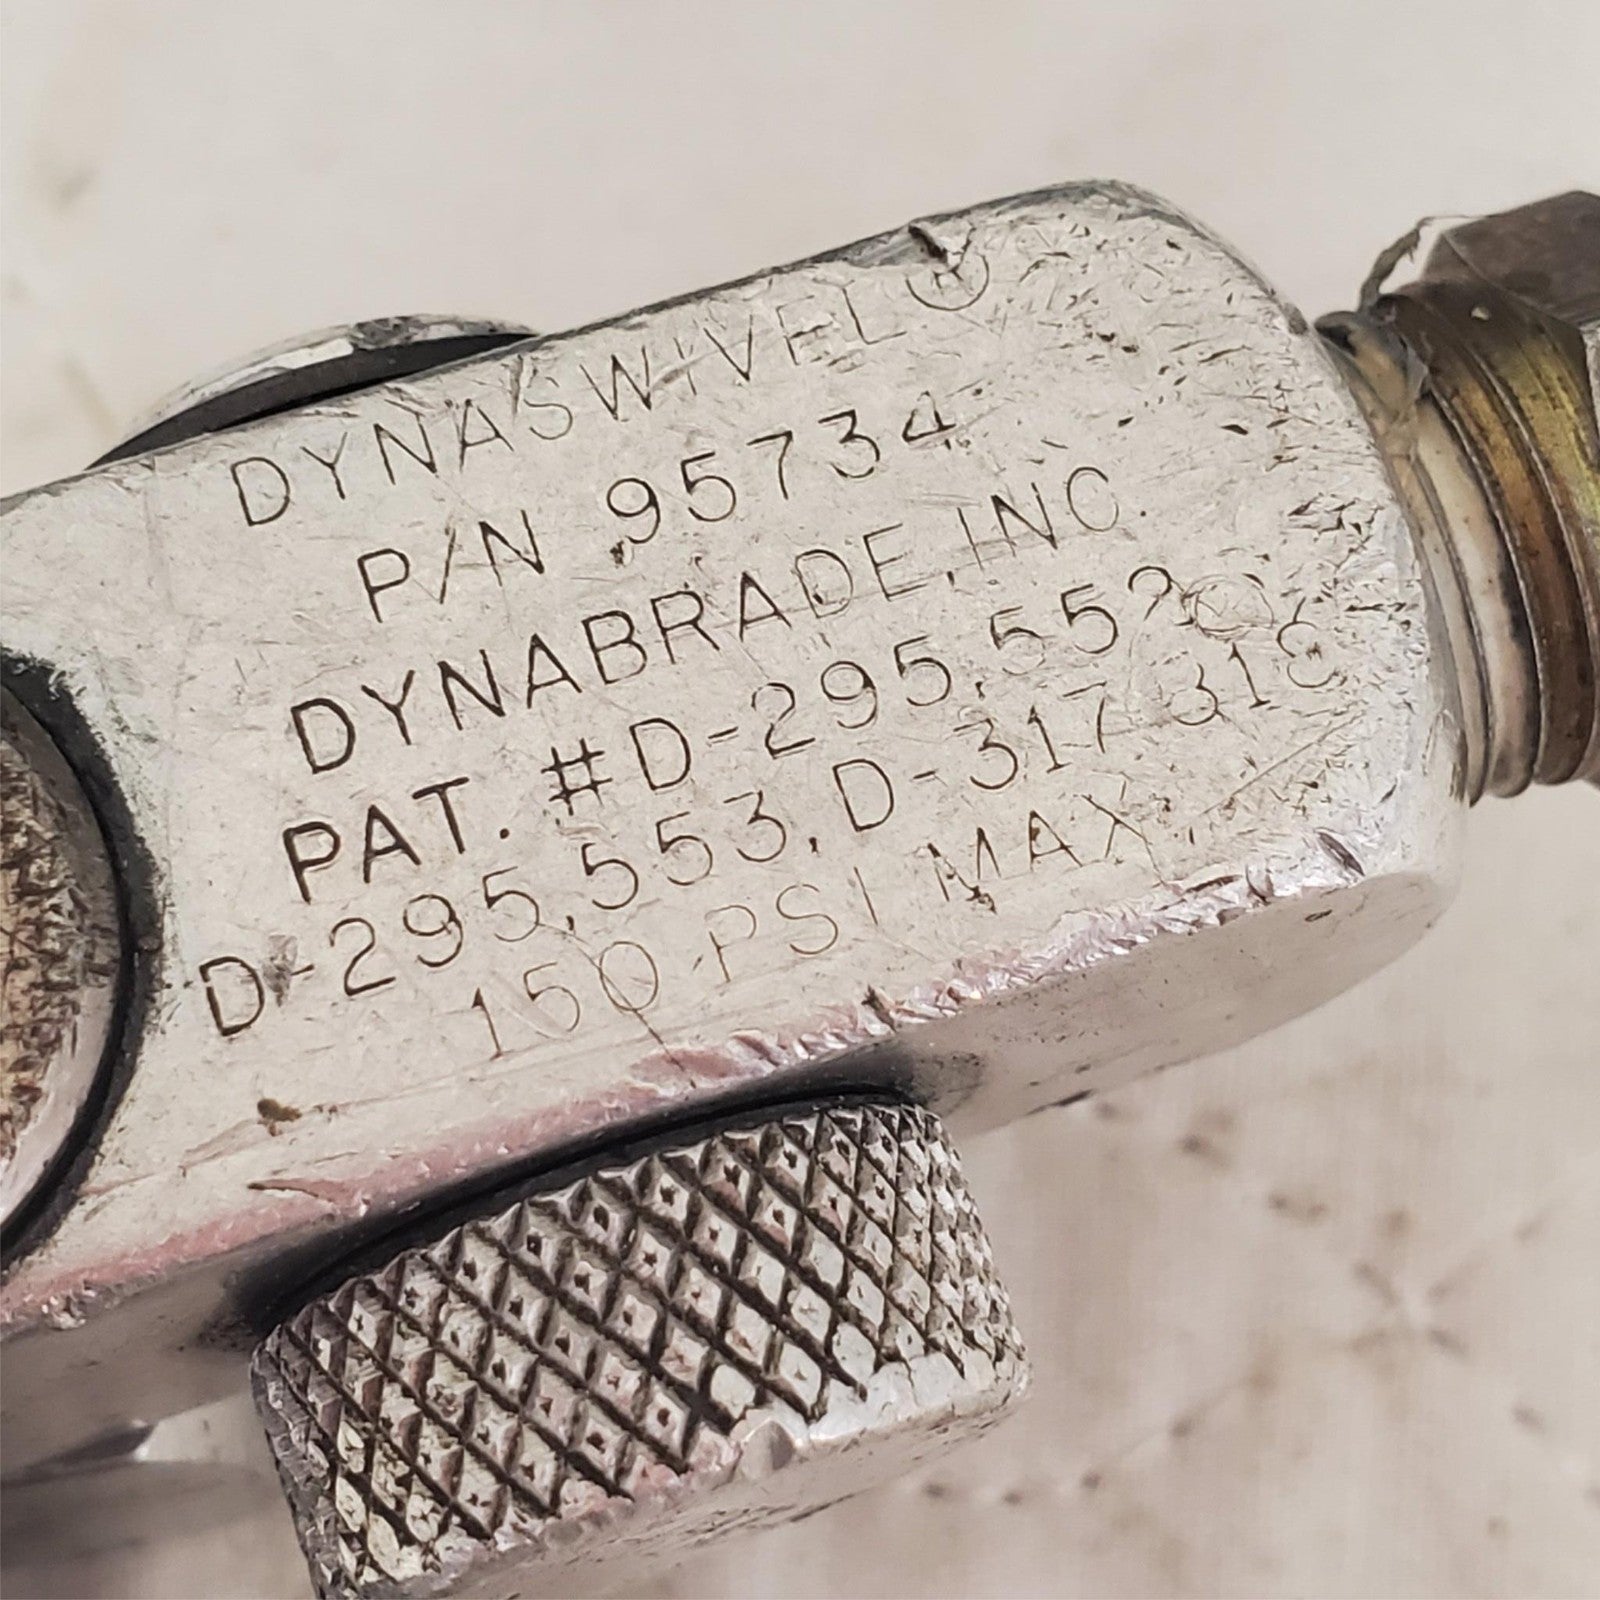 DYNASWIVEL®
P/N 95734
DYNABRADE, INC.
PAT. #D-295,552,
D-295,553, D-317,318
150 PSI MAX